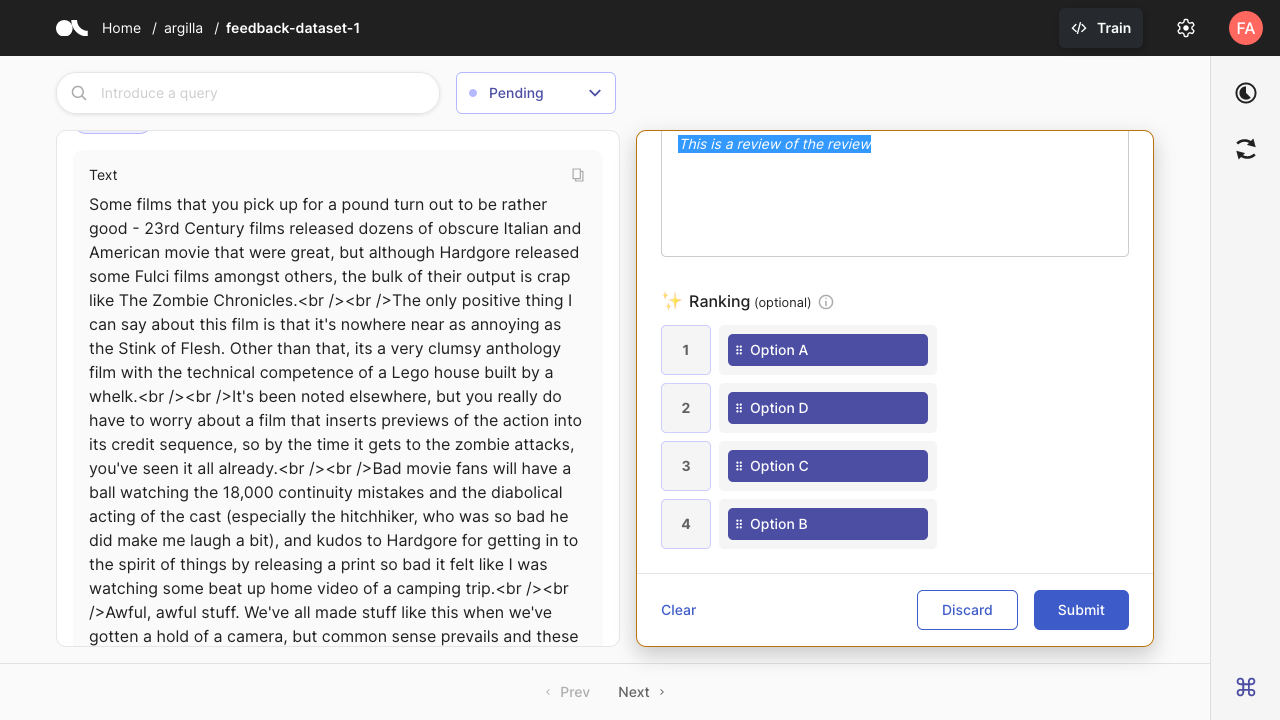 Home / argilla / feedback-dataset-1
Train
FA
Introduce a query
Pending
Text
Some films that you pick up for a pound turn out to be rather
good - 23rd Century films released dozens of obscure Italian and
American movie that were great, but although Hardgore released
some Fulci films amongst others, the bulk of their output is crap
like The Zombie Chronicles.<br /><br />The only positive thing I
can say about this film is that it's nowhere near as annoying as
the Stink of Flesh. Other than that, its a very clumsy anthology
film with the technical competence of a Lego house built by a
whelk.<br /><br />It's been noted elsewhere, but you really do
have to worry about a film that inserts previews of the action into
its credit sequence, so by the time it gets to the zombie attacks,
you've seen it all already.<br /><br />Bad movie fans will have a
ball watching the 18,000 continuity mistakes and the diabolical
acting of the cast (especially the hitchhiker, who was so bad he
did make me laugh a bit), and kudos to Hardgore for getting in to
the spirit of things by releasing a print so bad it felt like I was
watching some beat up home video of a camping trip.<br /><br
/>Awful, awful stuff. We've all made stuff like this when we've
gotten a hold of a camera, but common sense prevails and these
This is a review of the review
Ranking (optional)
1 Option A
2 Option D
3 Option C
4 Option B
Clear
Discard
Submit
Prev
Next